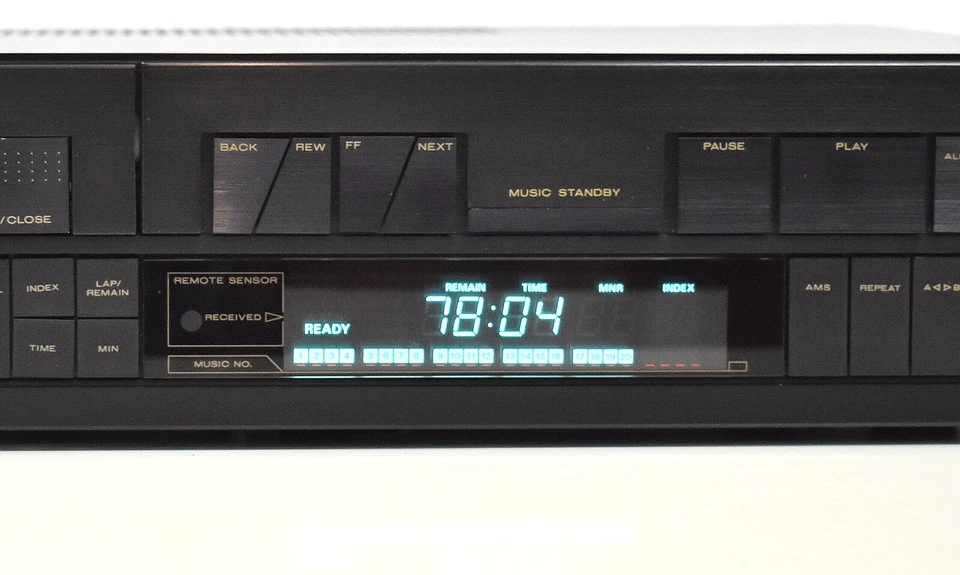 BACK REW FF NEXT PAUSE PLAY
MUSIC STANDBY
/CLOSE
INDEX LAP/
REMAIN
REMOTE SENSOR
RECEIVED
REMAIN TIME MNR INDEX
78:04
READY
1 2 3 4 5 6 7 8 9 10 11 12 13 14 15 16 17 18 19 20
TIME MIN
MUSIC NO.
AMS REPEAT A◁▷B